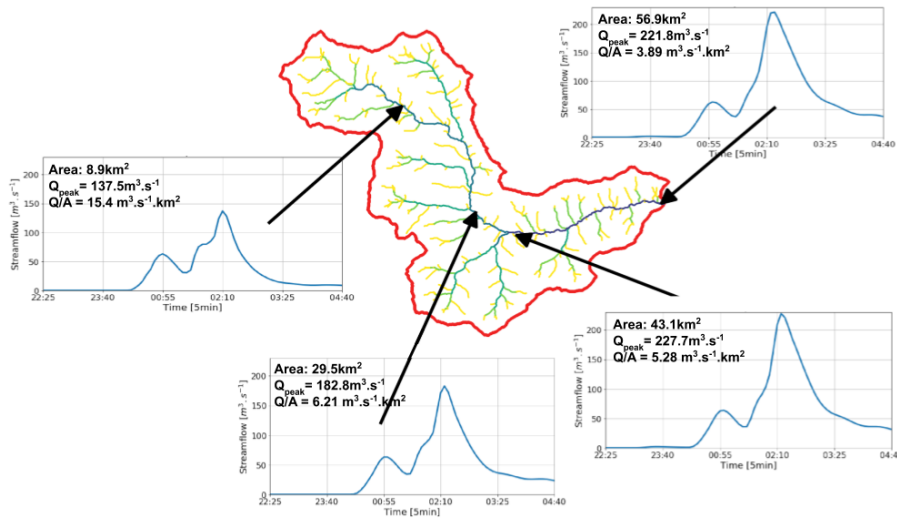 Area: 56.9km²
Q_peak = 221.8m³.s⁻¹
Q/A = 3.89 m³.s⁻¹.km²
Streamflow [m³.s⁻¹]
200
150
100
50
0
22:25 23:40 00:55 02:10 03:25 04:40
Time [5min]
Area: 8.9km²
Q_peak = 137.5m³.s⁻¹
Q/A = 15.4 m³.s⁻¹.km²
Streamflow [m³.s⁻¹]
200
150
100
50
0
22:25 23:40 00:55 02:10 03:25 04:40
Time [5min]
Area: 29.5km²
Q_peak = 182.8m³.s⁻¹
Q/A = 6.21 m³.s⁻¹.km²
Streamflow [m³.s⁻¹]
200
150
100
50
0
22:25 23:40 00:55 02:10 03:25 04:40
Time [5min]
Area: 43.1km²
Q_peak = 227.7m³.s⁻¹
Q/A = 5.28 m³.s⁻¹.km²
Streamflow [m³.s⁻¹]
200
150
100
50
0
22:25 23:40 00:55 02:10 03:25 04:40
Time [5min]